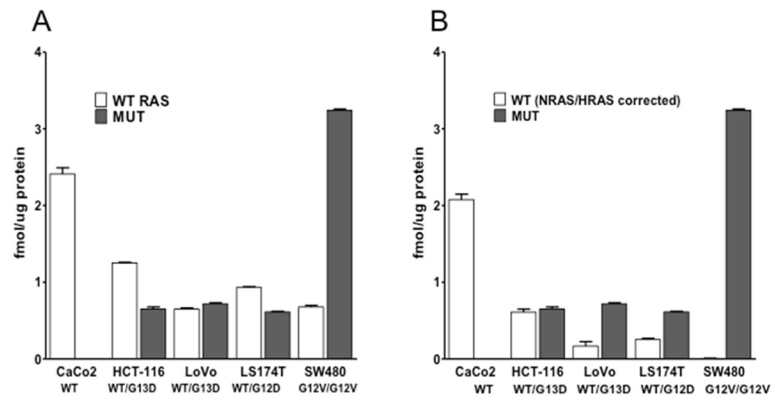 A
fmol/ug protein
4
3
2
1
0
WT RAS
MUT
CaCo2 HCT-116 LoVo LS174T SW480
WT WT/G13D WT/G13D WT/G12D G12V/G12V
B
fmol/ug protein
4
3
2
1
0
WT (NRAS/HRAS corrected)
MUT
CaCo2 HCT-116 LoVo LS174T SW480
WT WT/G13D WT/G13D WT/G12D G12V/G12V